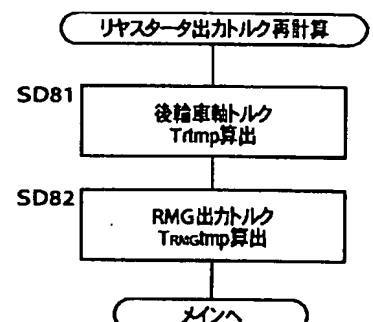 リヤスタータ出力トルク再計算
SD81
後輪車軸トルク
Trtmp算出
SD82
RMG出力トルク
TRMGtmp算出
メインへ